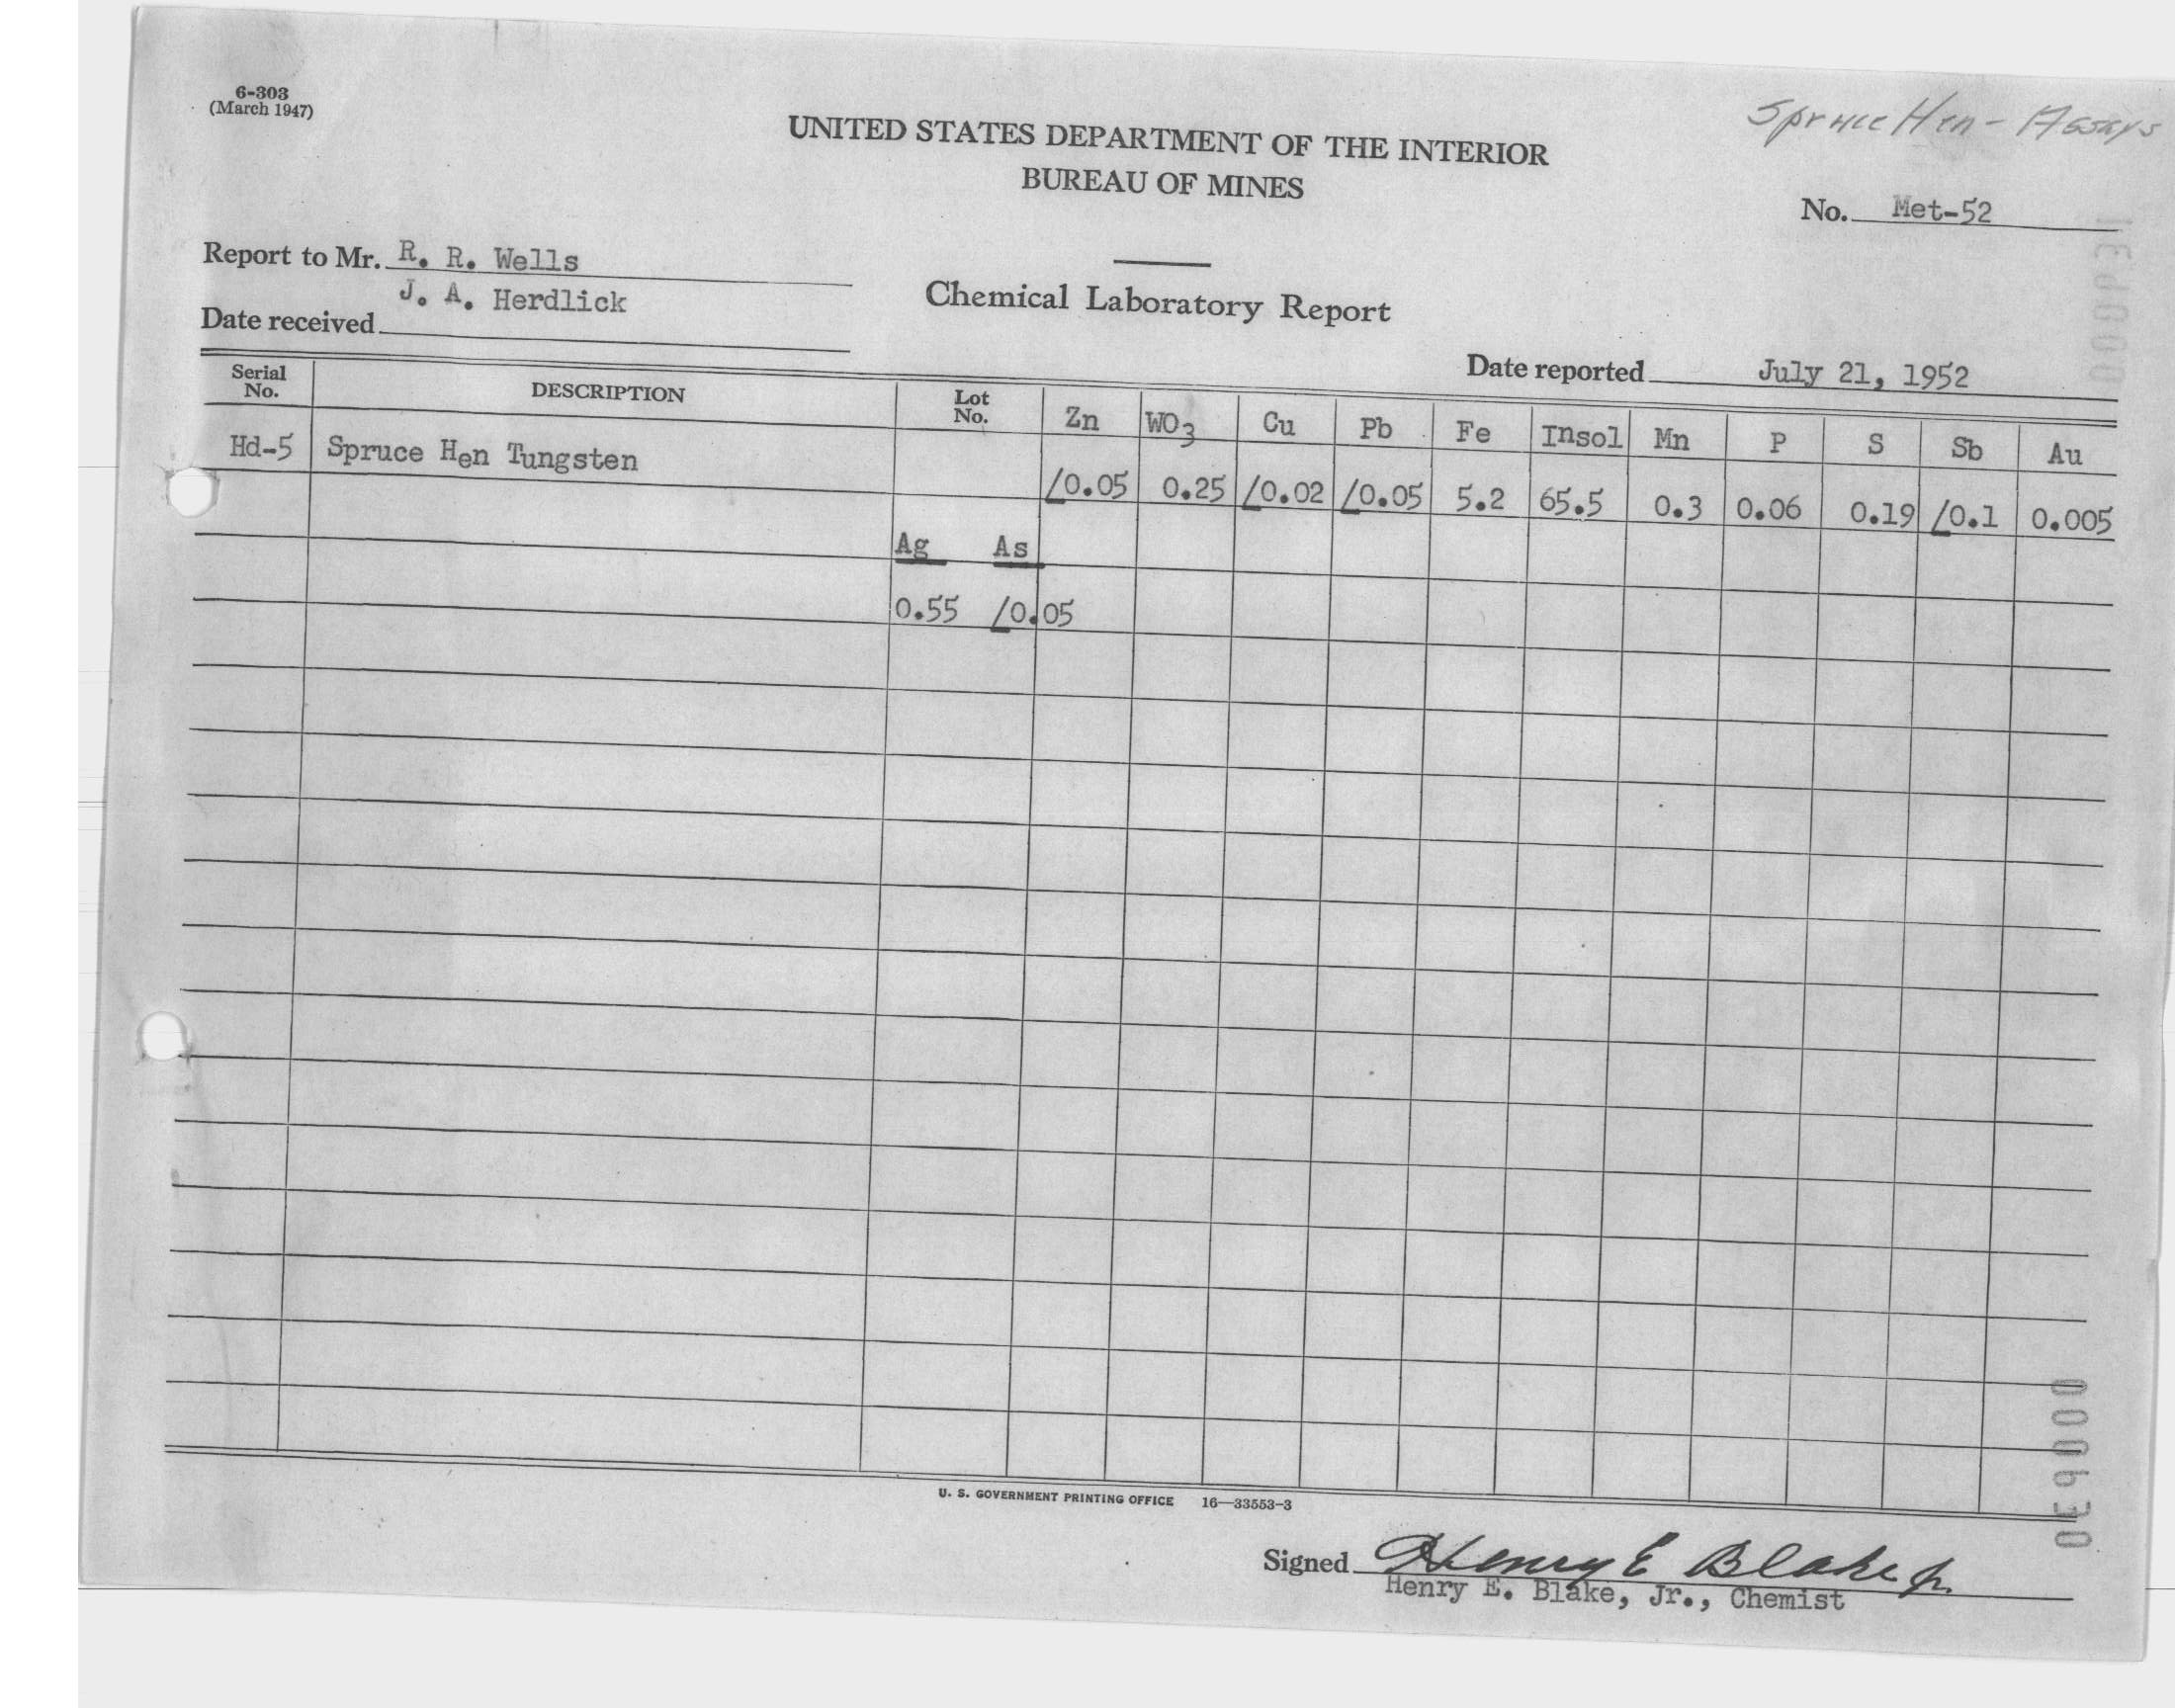 6-303
(March 1947)
Spruce Hen - Assays
UNITED STATES DEPARTMENT OF THE INTERIOR
BUREAU OF MINES
No. Met-52
Report to Mr. R. R. Wells
J. A. Herdlick
Chemical Laboratory Report
Date received
Date reported July 21, 1952
Serial No. DESCRIPTION Lot No. Zn WO3 Cu Pb Fe Insol Mn P S Sb Au
Hd-5 Spruce Hen Tungsten /0.05 0.25 /0.02 /0.05 5.2 65.5 0.3 0.06 0.19 /0.1 0.005
Ag As
0.55 /0.05
U. S. GOVERNMENT PRINTING OFFICE 16—33553-3
000630
Signed Henry E Blake Jr.
Henry E. Blake, Jr., Chemist